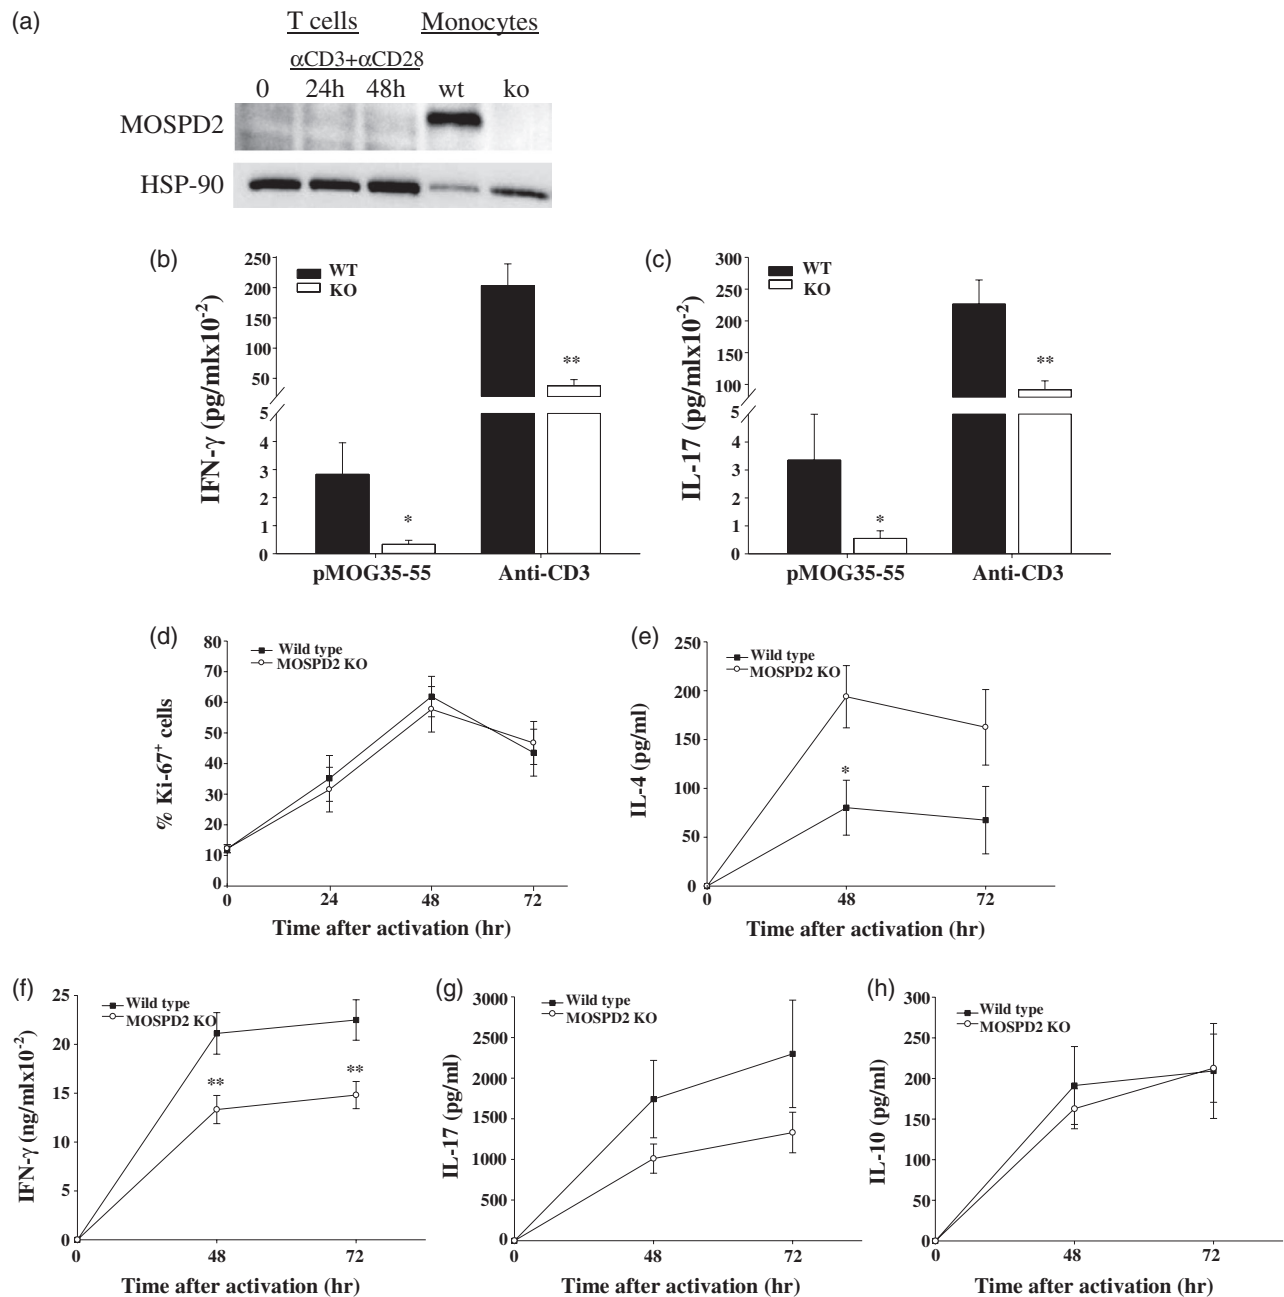 (a)
T cells Monocytes
αCD3+αCD28
0 24h 48h wt ko
MOSPD2
HSP-90
(b)
IFN-γ (pg/mlx10-2)
250
200
150
100
50
5
4
3
2
1
0
WT
KO
**
*
pMOG35-55 Anti-CD3
(c)
IL-17 (pg/mlx10-2)
300
250
200
150
100
5
4
3
2
1
0
WT
KO
**
*
pMOG35-55 Anti-CD3
(d)
% Ki-67+ cells
80
70
60
50
40
30
20
10
0
Wild type
MOSPD2 KO
0 24 48 72
Time after activation (hr)
(e)
IL-4 (pg/ml)
250
200
150
100
50
0
Wild type
MOSPD2 KO
*
0 48 72
Time after activation (hr)
(f)
IFN-γ (ng/mlx10-2)
25
20
15
10
5
0
Wild type
MOSPD2 KO
** **
0 48 72
Time after activation (hr)
(g)
IL-17 (pg/ml)
3000
2500
2000
1500
1000
500
0
Wild type
MOSPD2 KO
0 48 72
Time after activation (hr)
(h)
IL-10 (pg/ml)
300
250
200
150
100
50
0
Wild type
MOSPD2 KO
0 48 72
Time after activation (hr)